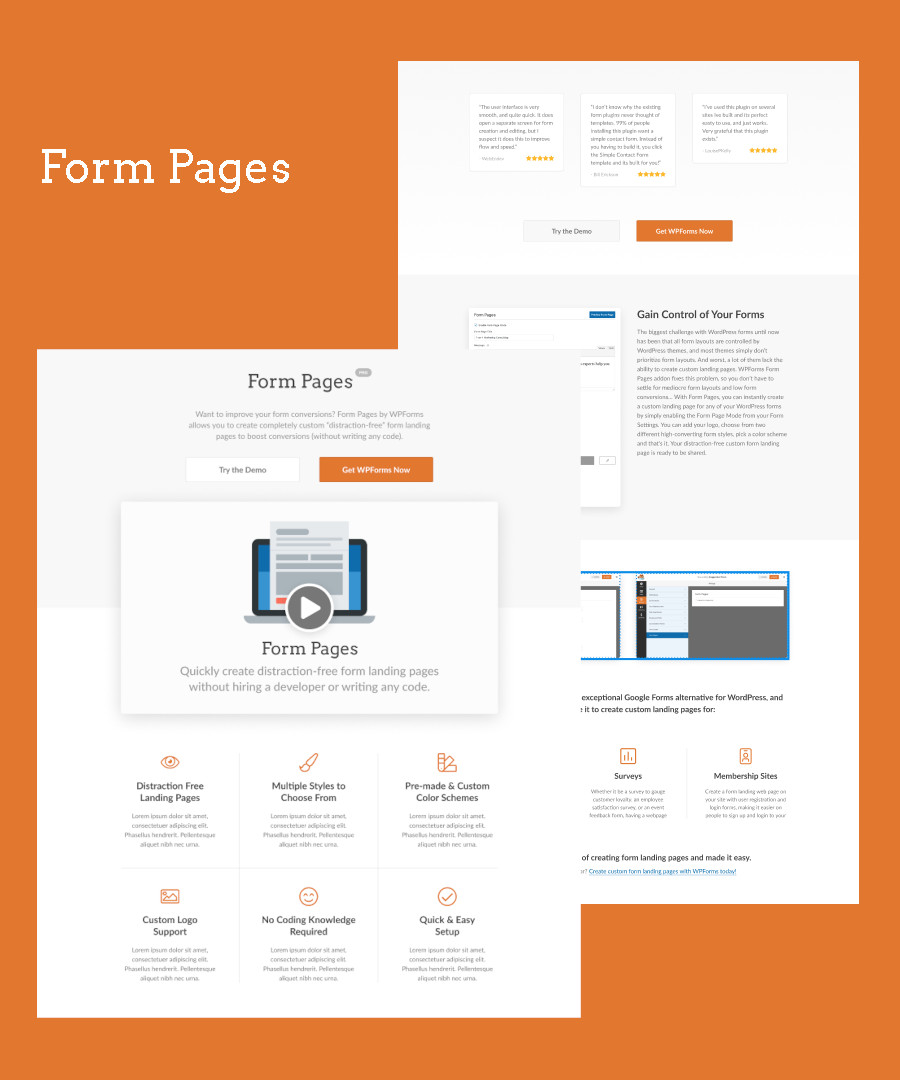 Form Pages
"The user interface is very
smooth, and quite quick. It does
open a separate screen for form
creation and editing, but I
suspect it does this to improve
flow and speed."
"I don't know why the existing
form plugins never thought of
templates. 99% of people
installing this plugin want a
simple contact form. Instead of
you having to build it, you click
the Simple Contact Form
template and its built for you!"
- Bill Erickson
"I've used this plugin on several
sites I've built and its perfect
easy to use, and just works.
Very grateful that this plugin
exists."
Try the Demo
Get WPForms Now
Form Pages
Gain Control of Your Forms
The biggest challenge with WordPress forms until now
has been that all form layouts are controlled by
WordPress themes, and most themes simply don't
prioritize form layouts. And worst, a lot of them lack the
ability to create custom landing pages. WPForms Form
Pages addon fixes this problem, so you don't have to
settle for mediocre form layouts and low form
conversions... With Form Pages, you can instantly create
a custom landing page for any of your WordPress forms
by simply enabling the Form Page Mode from your Form
Settings. You can add your logo, choose from two
different high-converting form styles, pick a color scheme
and that's it. Your distraction-free custom form landing
page is ready to be shared.
exceptional Google Forms alternative for WordPress, and
it to create custom landing pages for:
Surveys
Whether it be a survey to gauge
customer loyalty, an employee
satisfaction survey, or an event
feedback form, having a webpage
Membership Sites
Create a form landing web page on
your site with user registration and
login forms, making it easier on
people to sign up and login to your
of creating form landing pages and made it easy.
or? Create custom form landing pages with WPForms today!
Form Pages
PRO
Want to improve your form conversions? Form Pages by WPForms
allows you to create completely custom "distraction-free" form landing
pages to boost conversions (without writing any code).
Try the Demo
Get WPForms Now
Form Pages
Quickly create distraction-free form landing pages
without hiring a developer or writing any code.
Distraction Free
Landing Pages
Lorem ipsum dolor sit amet,
consectetuer adipiscing elit.
Phasellus hendrerit. Pellentesque
aliquet nibh nec urna.
Multiple Styles to
Choose From
Lorem ipsum dolor sit amet,
consectetuer adipiscing elit.
Phasellus hendrerit. Pellentesque
aliquet nibh nec urna.
Pre-made & Custom
Color Schemes
Lorem ipsum dolor sit amet,
consectetuer adipiscing elit.
Phasellus hendrerit. Pellentesque
aliquet nibh nec urna.
Custom Logo
Support
Lorem ipsum dolor sit amet,
consectetuer adipiscing elit.
Phasellus hendrerit. Pellentesque
aliquet nibh nec urna.
No Coding Knowledge
Required
Lorem ipsum dolor sit amet,
consectetuer adipiscing elit.
Phasellus hendrerit. Pellentesque
aliquet nibh nec urna.
Quick & Easy
Setup
Lorem ipsum dolor sit amet,
consectetuer adipiscing elit.
Phasellus hendrerit. Pellentesque
aliquet nibh nec urna.